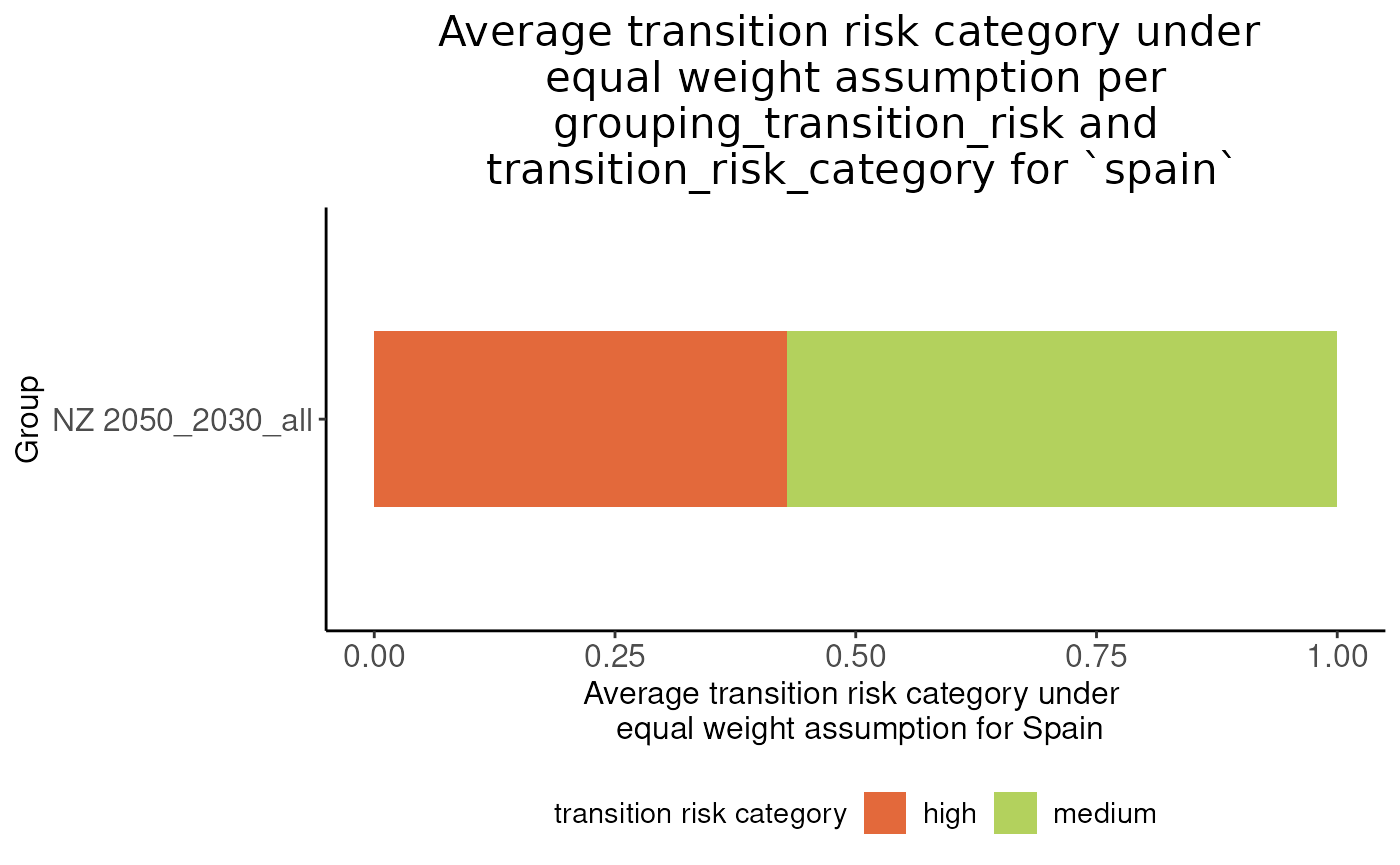 Average transition risk category under
equal weight assumption per
grouping_transition_risk and
transition_risk_category for `spain`
Group
NZ 2050_2030_all
0.00 0.25 0.50 0.75 1.00
Average transition risk category under
equal weight assumption for Spain
transition risk category high medium